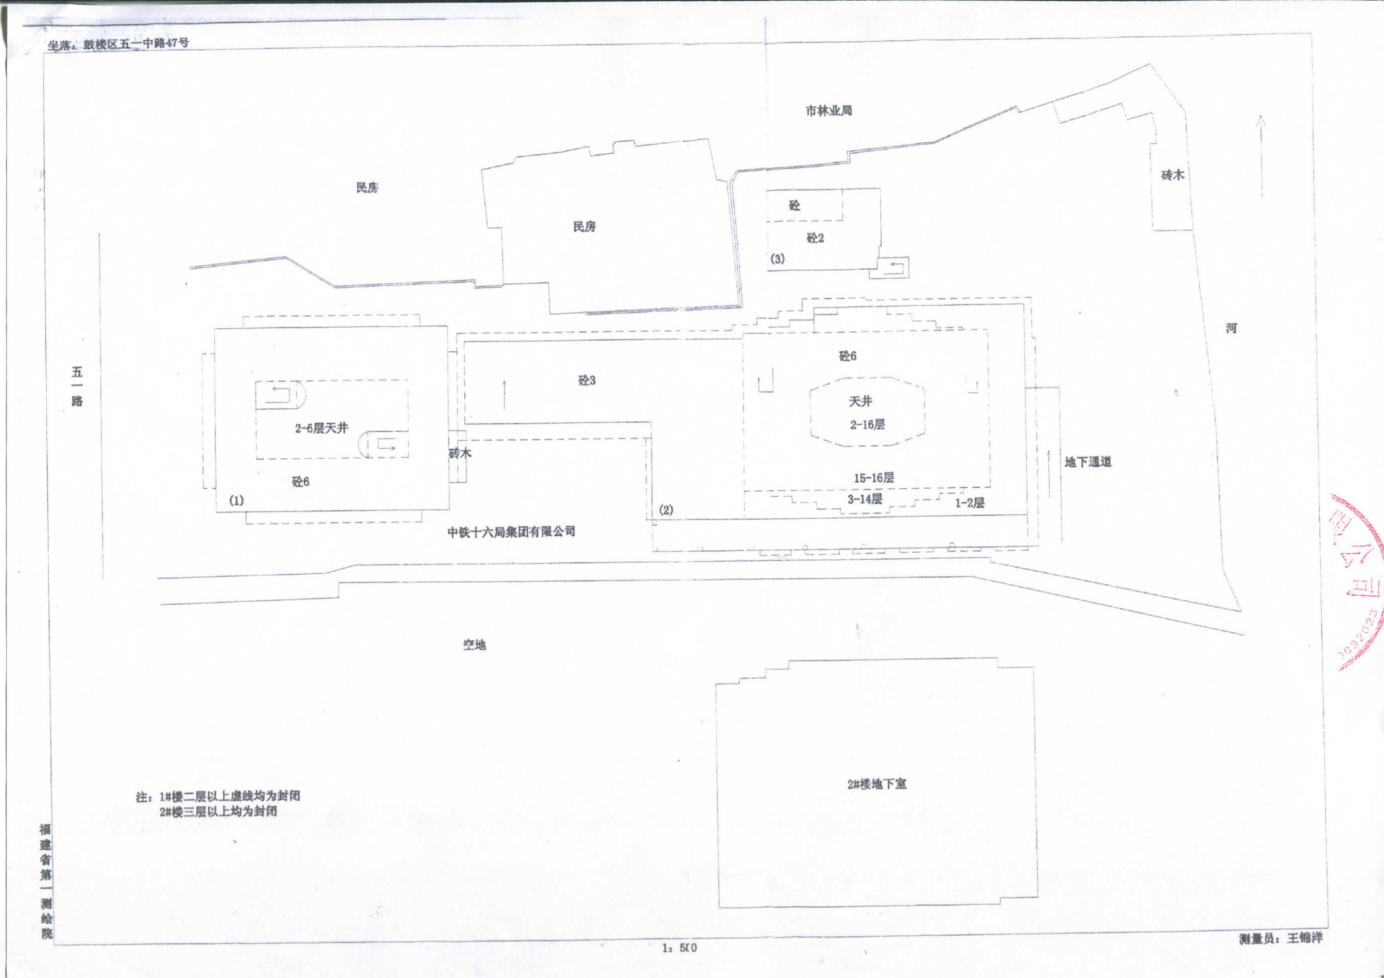 坐落：鼓楼区五一中路47号
市林业局
民房
民房
砖木
砼
砼2
(3)
河
五一路
砼6
砼3
天井
2-16层
2-6层天井
砖木
地下通道
砼6
15-16层
3-14层
1-2层
(1)
(2)
中铁十六局集团有限公司
空地
2#楼地下室
注：1#楼二层以上虚线均为封闭
2#楼三层以上均为封闭
福建省第一测绘院
1：500
测量员：王锦洋
公司
7092623